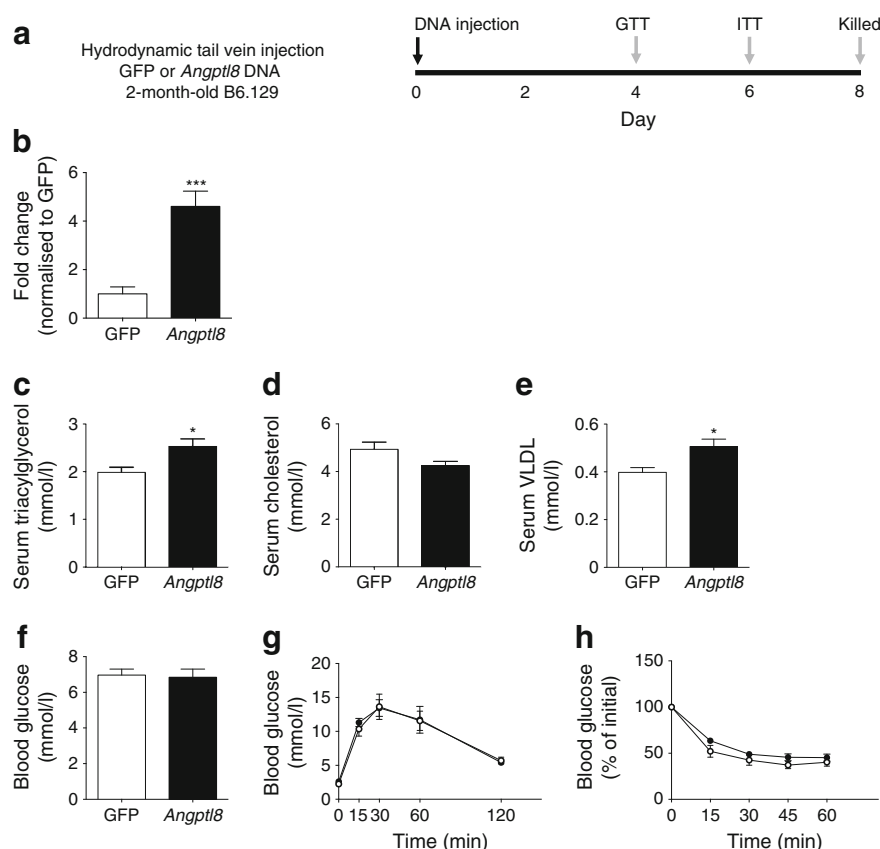 a
Hydrodynamic tail vein injection
GFP or Angptl8 DNA
2-month-old B6.129
DNA injection
GTT
ITT
Killed
0
2
4
6
8
Day
b
Fold change
(normalised to GFP)
6
4
2
0
***
GFP
Angptl8
c
Serum triacylglycerol
(mmol/l)
3
2
1
0
*
GFP
Angptl8
d
Serum cholesterol
(mmol/l)
6
4
2
0
GFP
Angptl8
e
Serum VLDL
(mmol/l)
0.6
0.4
0.2
0
*
GFP
Angptl8
f
Blood glucose
(mmol/l)
8
6
4
2
0
GFP
Angptl8
g
Blood glucose
(mmol/l)
20
15
10
5
0
0
15
30
60
120
Time (min)
h
Blood glucose
(% of initial)
150
100
50
0
0
15
30
45
60
Time (min)